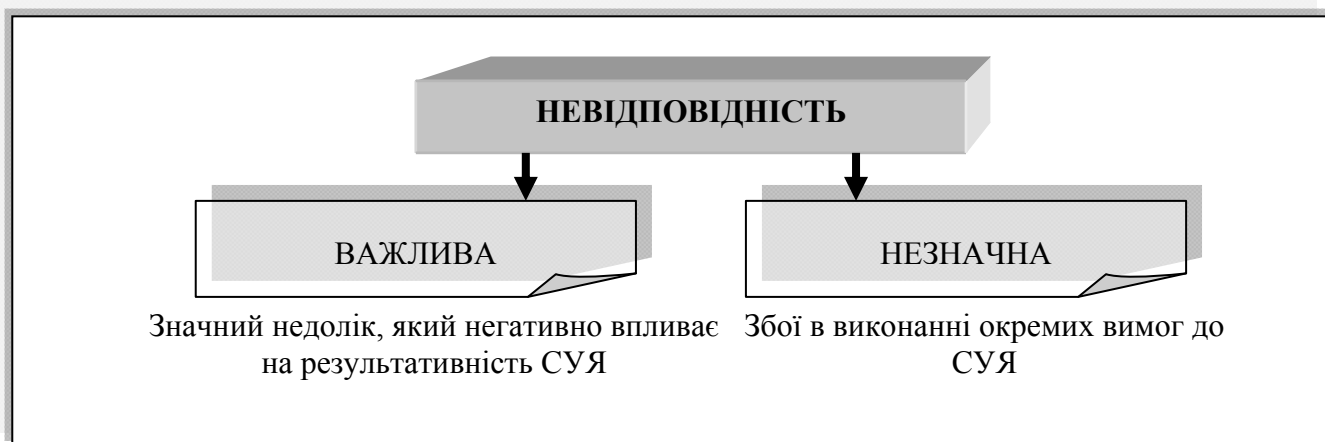 НЕВІДПОВІДНІСТЬ
ВАЖЛИВА
НЕЗНАЧНА
Значний недолік, який негативно впливає
на результативність СУЯ
Збої в виконанні окремих вимог до
СУЯ